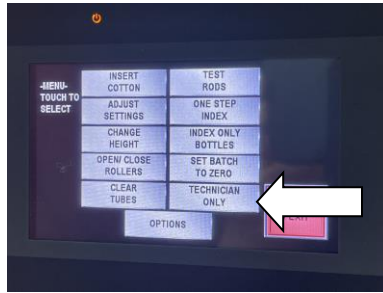 -MENU-
TOUCH TO
SELECT
INSERT
COTTON
TEST
RODS
ADJUST
SETTINGS
ONE STEP
INDEX
CHANGE
HEIGHT
INDEX ONLY
BOTTLES
OPEN/ CLOSE
ROLLERS
SET BATCH
TO ZERO
CLEAR
TUBES
TECHNICIAN
ONLY
OPTIONS